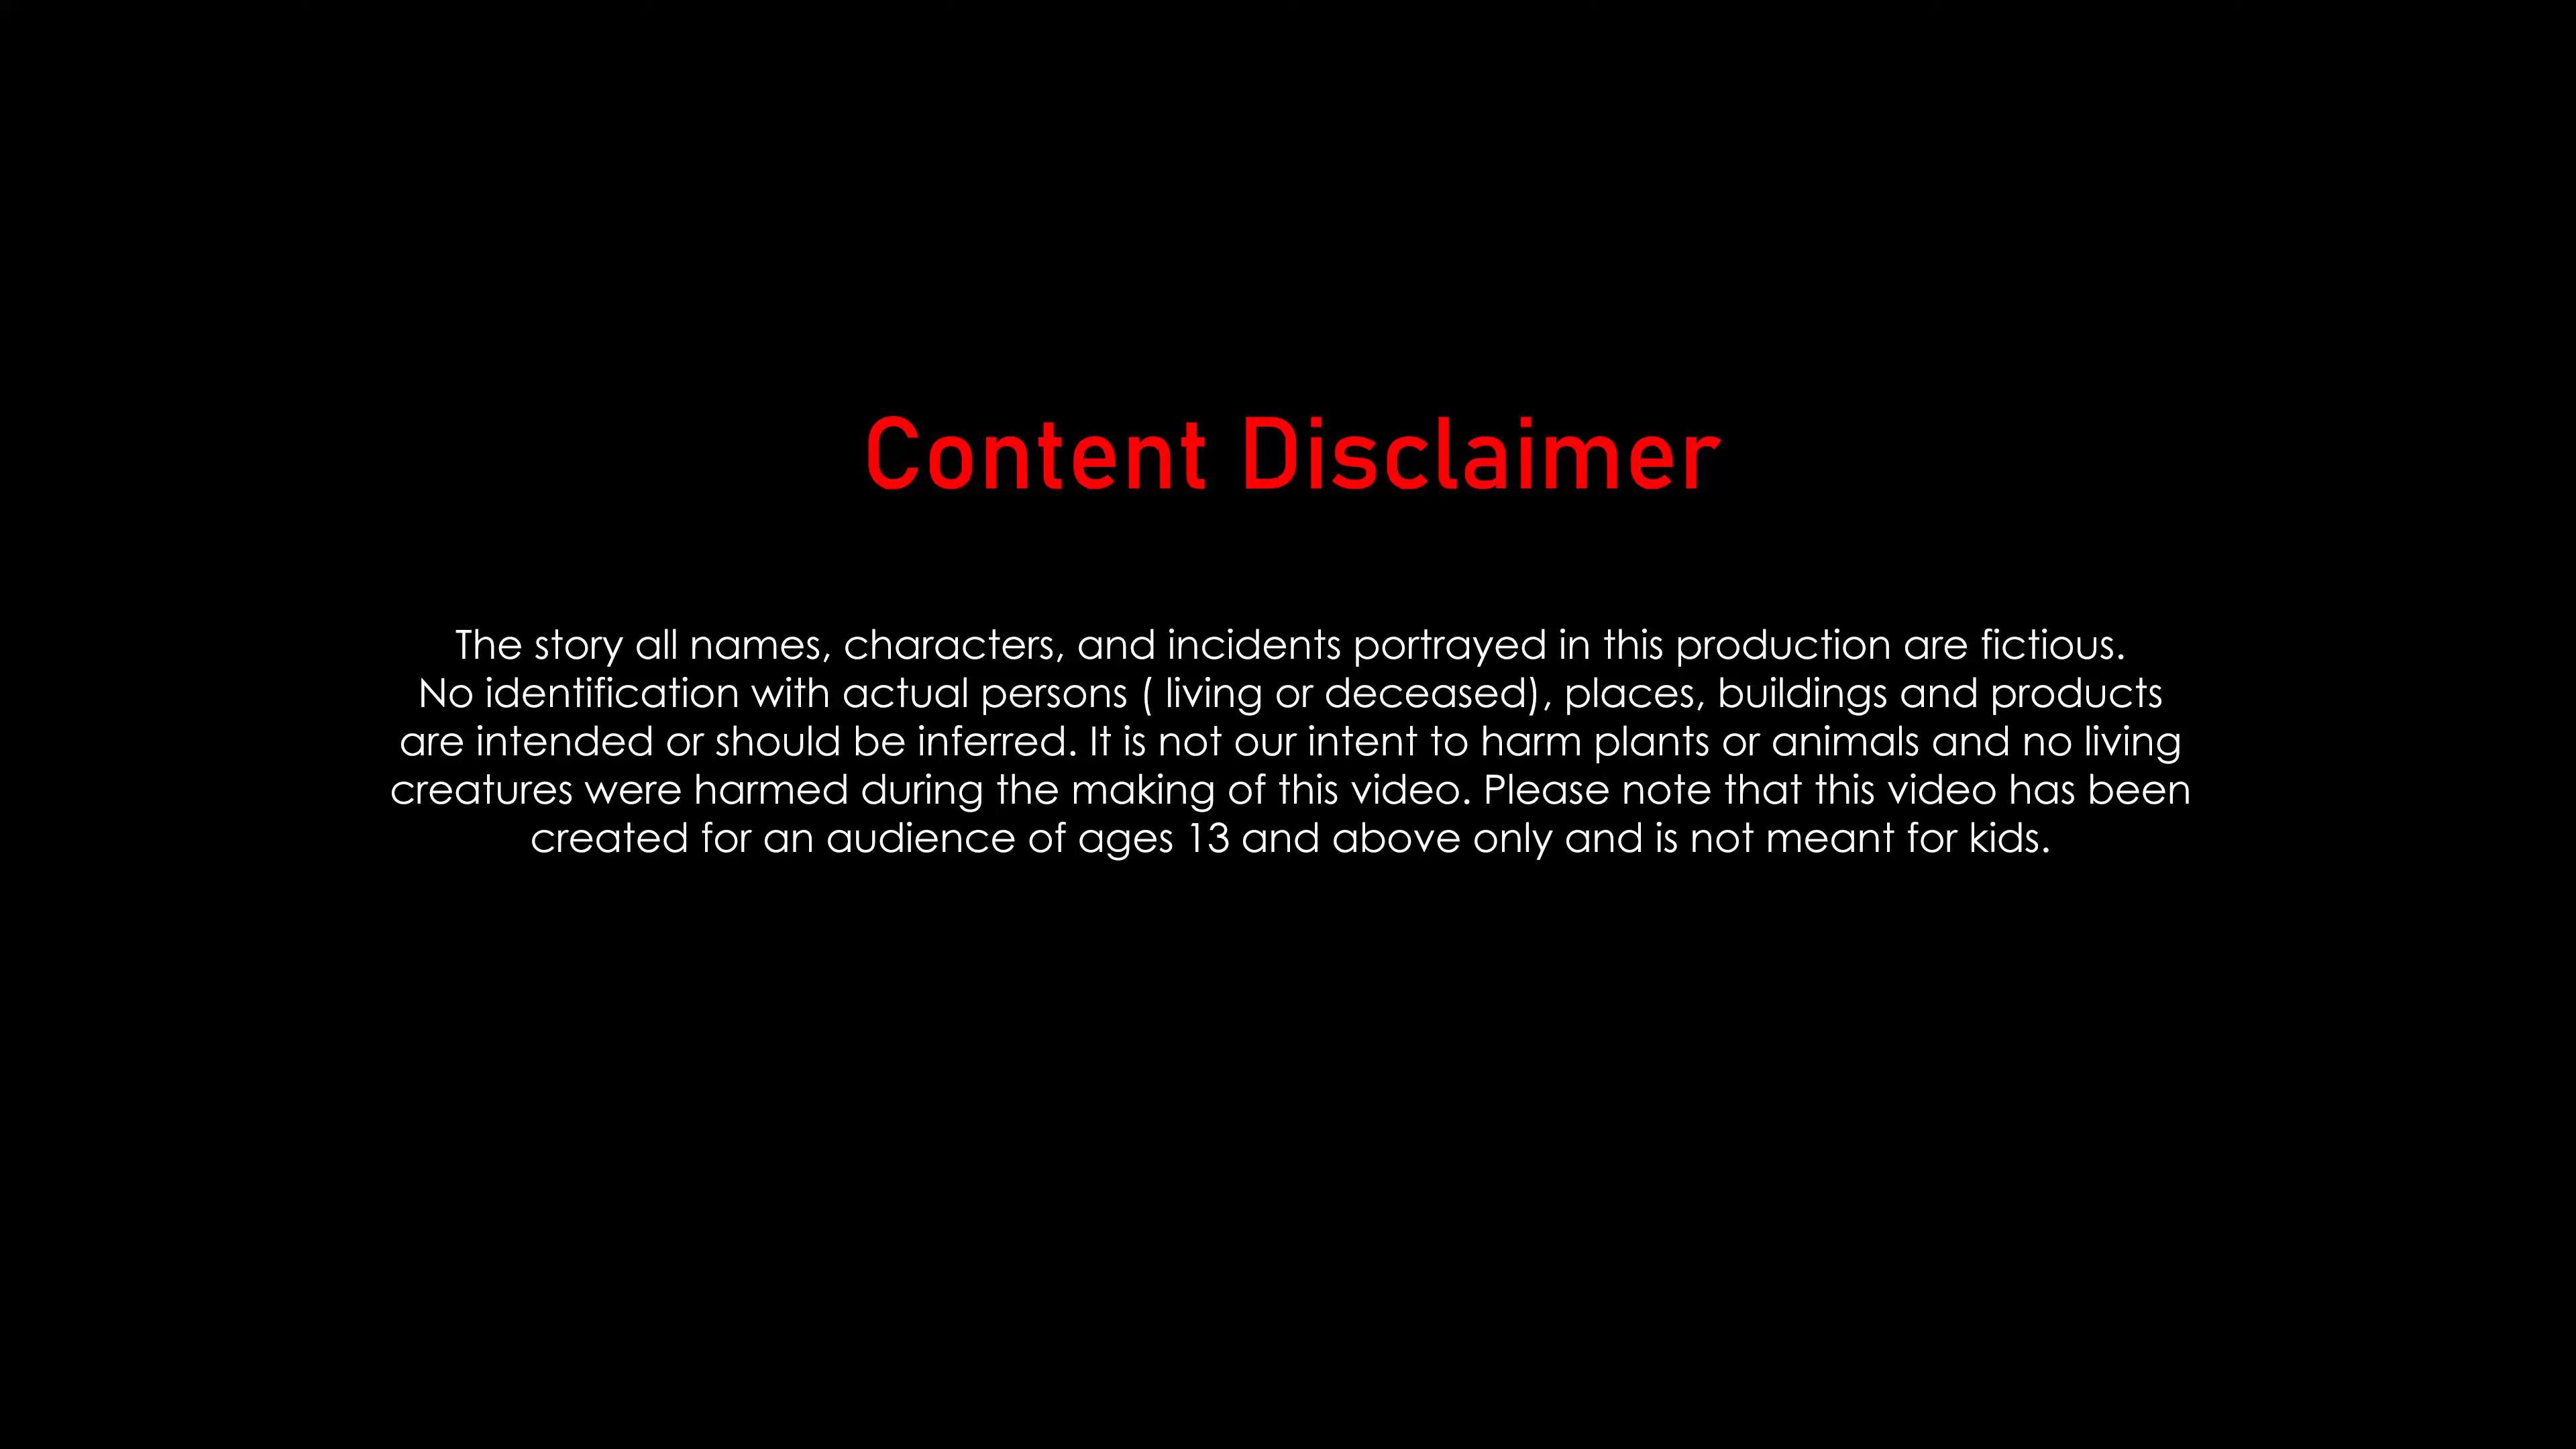 Content Disclaimer
The story all names, characters, and incidents portrayed in this production are fictious.
No identification with actual persons ( living or deceased), places, buildings and products
are intended or should be inferred. It is not our intent to harm plants or animals and no living
creatures were harmed during the making of this video. Please note that this video has been
created for an audience of ages 13 and above only and is not meant for kids.